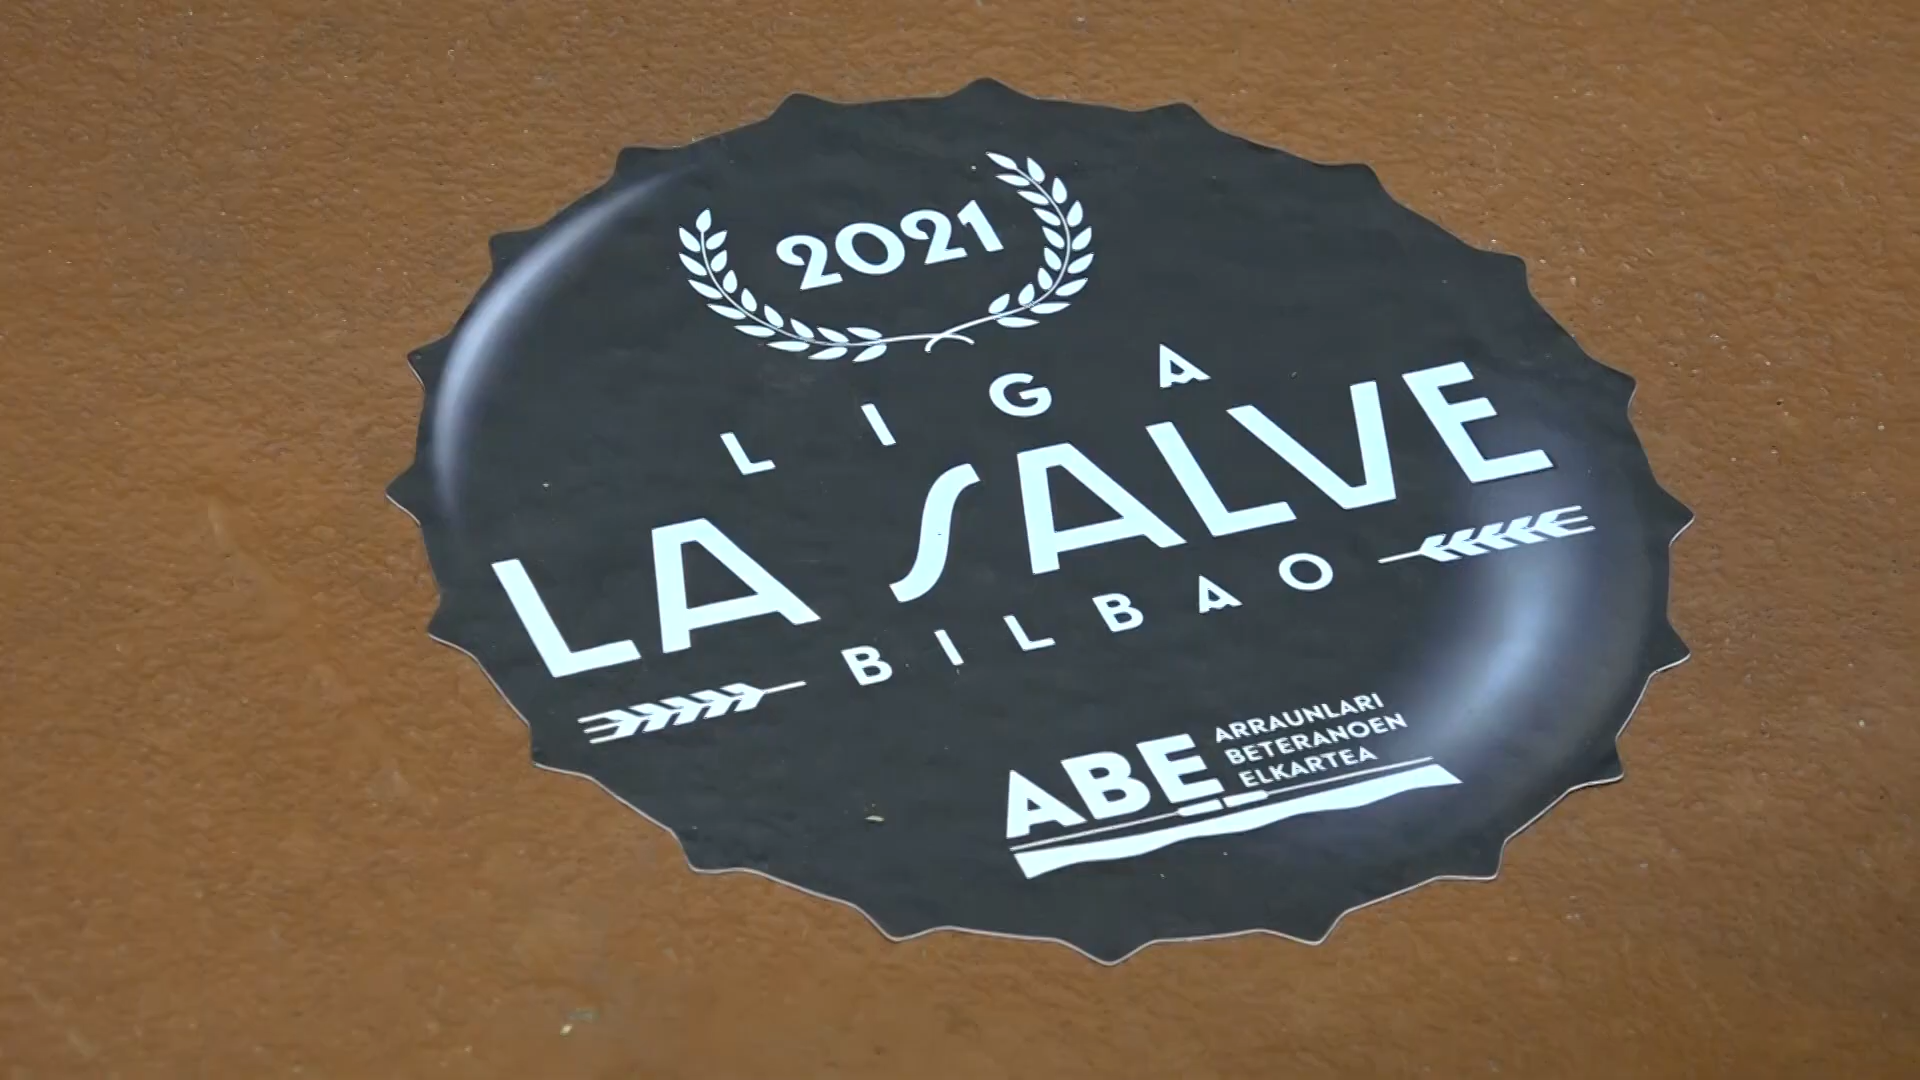 2021
LIGA
LA SALVE
BILBAO
ABE
ARRAUNLARI
BETERANOEN
ELKARTEA